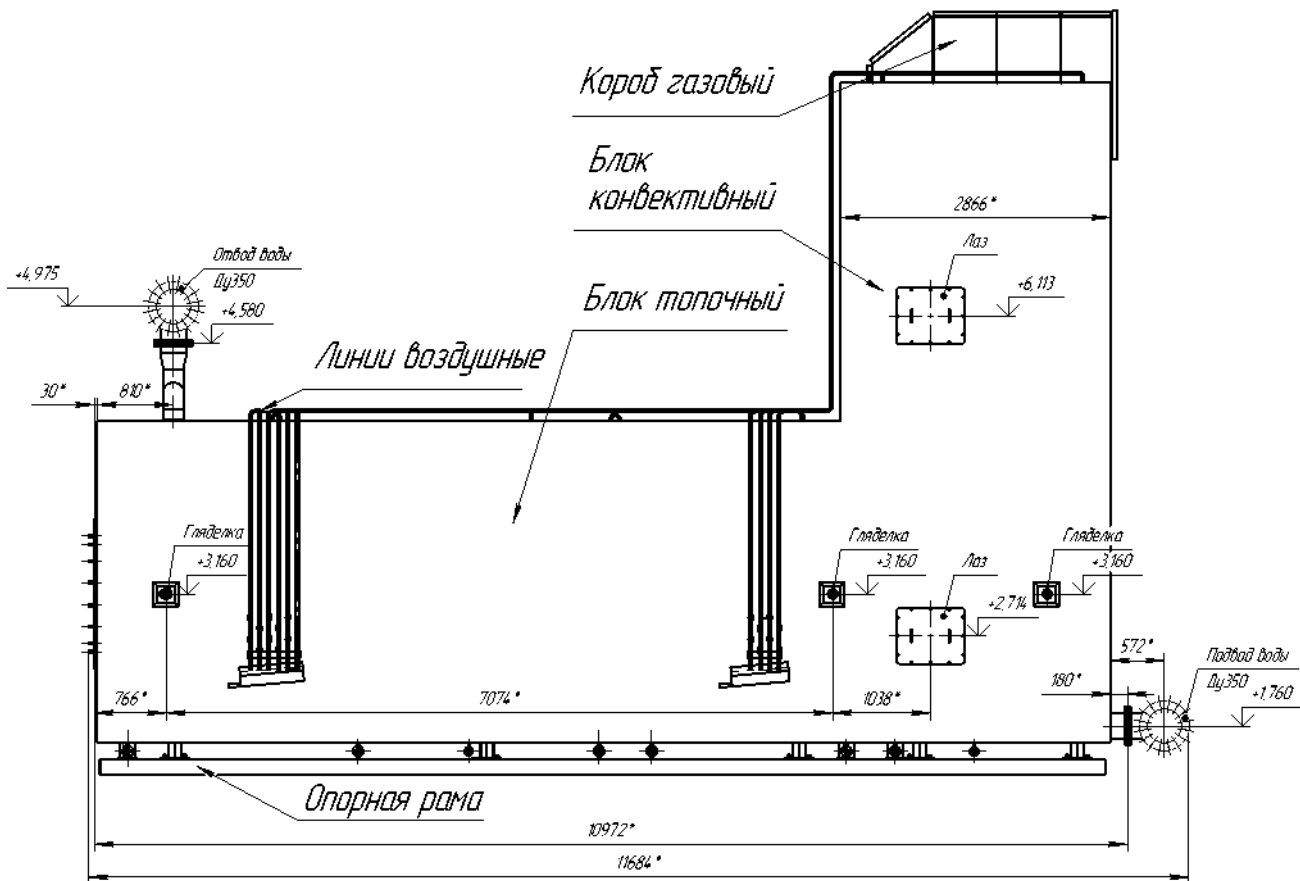 Короб газовый
Блок
конвективный
2866*
Отвод воды
Ду350
+4,975
+4,580
Лаз
+6,113
Блок топочный
Линии воздушные
30*
810*
Гляделка
+3,160
Гляделка
+3,160
Лаз
+2,714
Гляделка
+3,160
766*
7074*
1038*
572*
180*
Подвод воды
Ду350
+1,760
Опорная рама
10972*
11684*